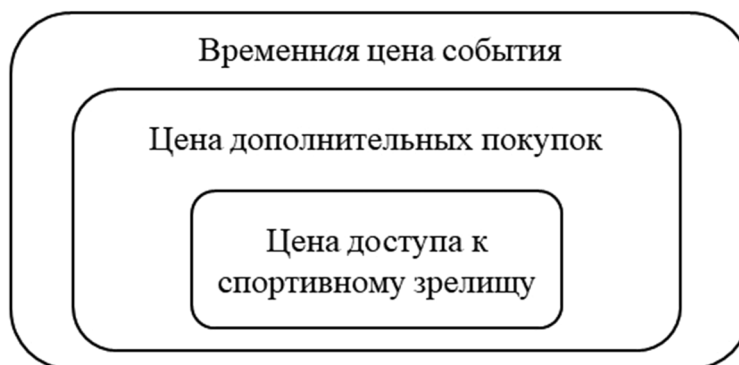 Временная цена события
Цена дополнительных покупок
Цена доступа к
спортивному зрелищу